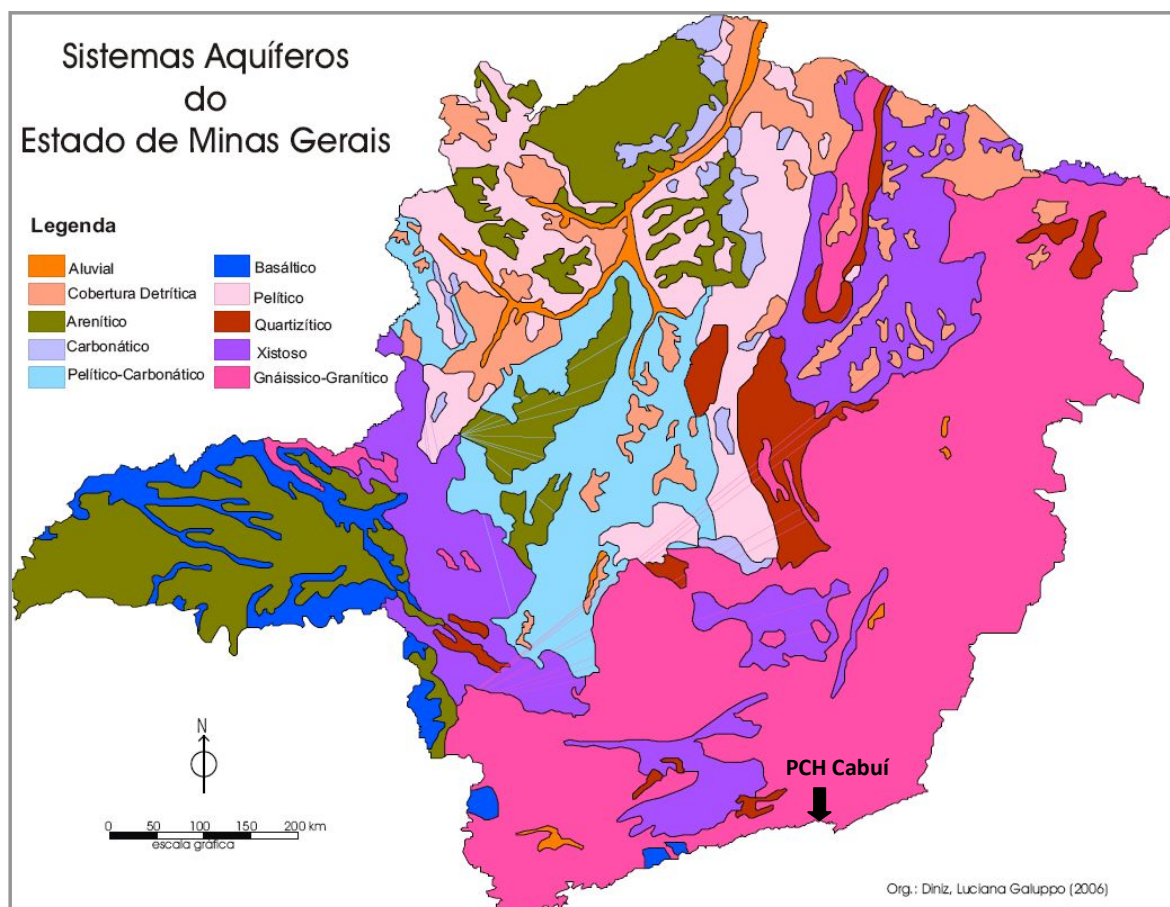 Sistemas Aquíferos
do
Estado de Minas Gerais
Legenda
Aluvial
Cobertura Detrítica
Arenítico
Carbonático
Pelítico-Carbonático
Basáltico
Pelítico
Quartizítico
Xistoso
Gnáissico-Granítico
N
0 50 100 150 200 km
escala gráfica
PCH Cabuí
Org.: Diniz, Luciana Galuppo (2006)